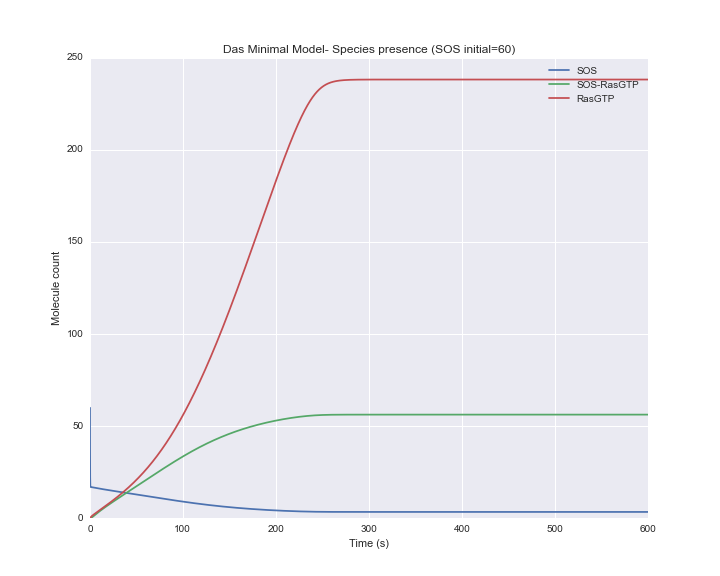 Das Minimal Model- Species presence (SOS initial=60)
250
200
150
100
50
0
Molecule count
SOS
SOS-RasGTP
RasGTP
0 100 200 300 400 500 600
Time (s)